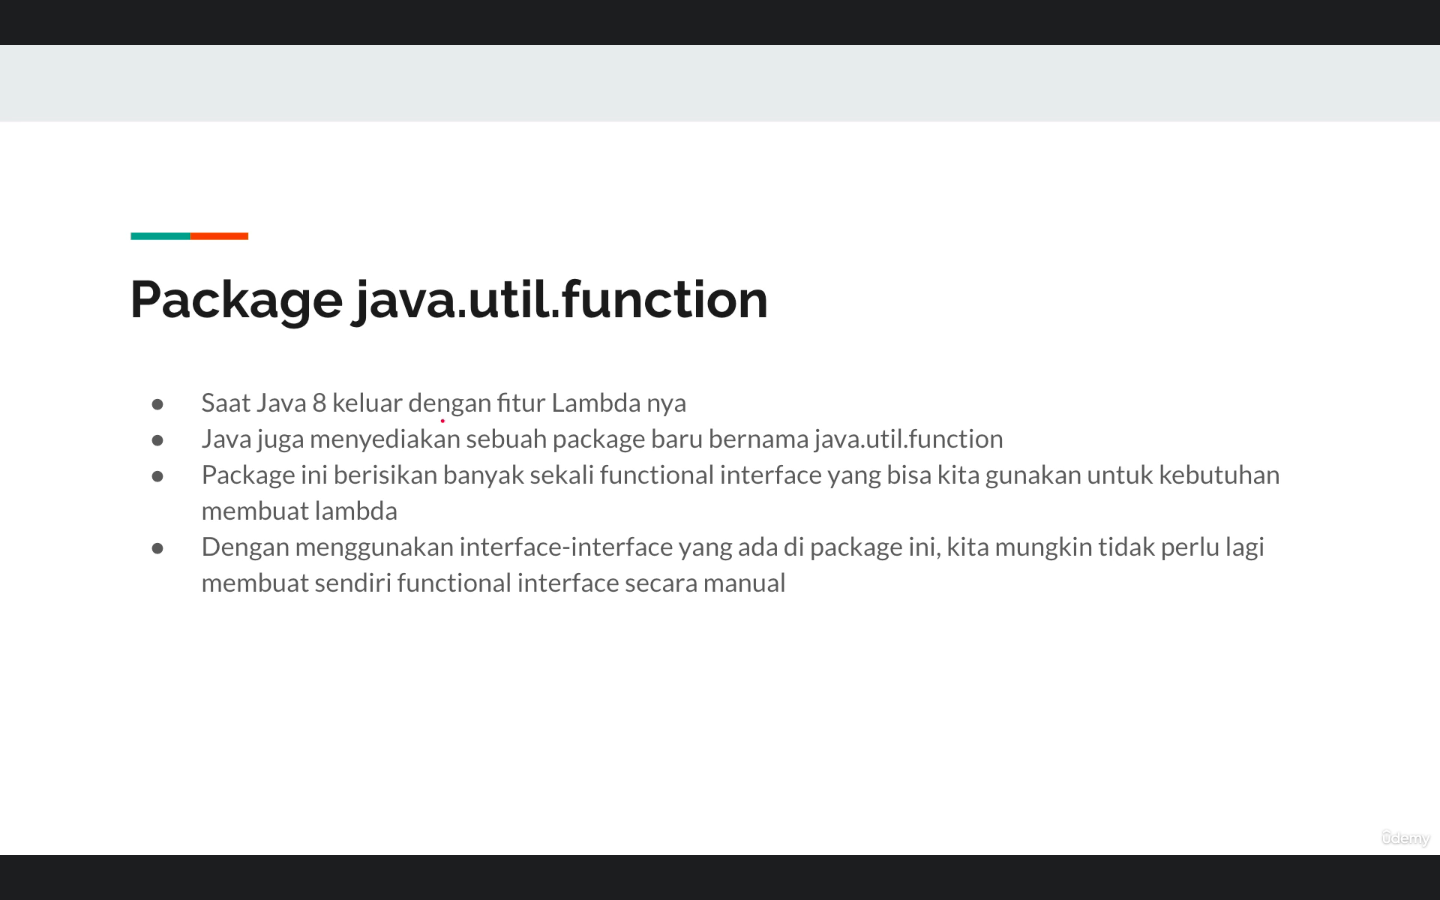 Package java.util.function
● Saat Java 8 keluar dengan fitur Lambda nya
● Java juga menyediakan sebuah package baru bernama java.util.function
● Package ini berisikan banyak sekali functional interface yang bisa kita gunakan untuk kebutuhan
membuat lambda
● Dengan menggunakan interface-interface yang ada di package ini, kita mungkin tidak perlu lagi
membuat sendiri functional interface secara manual
ûdemy